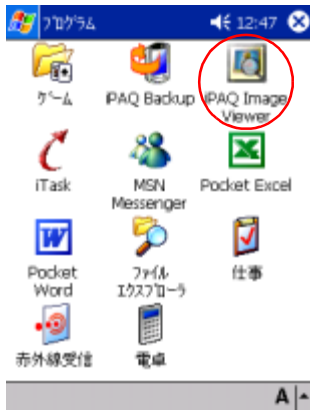 ﾌﾟﾛｸﾞﾗﾑ 12:47
ｹﾞｰﾑ iPAQ Backup iPAQ Image
Viewer
iTask MSN Pocket Excel
Messenger
Pocket ﾌｧｲﾙ 仕事
Word ｴｸｽﾌﾟﾛｰﾗ
赤外線受信 電卓
A